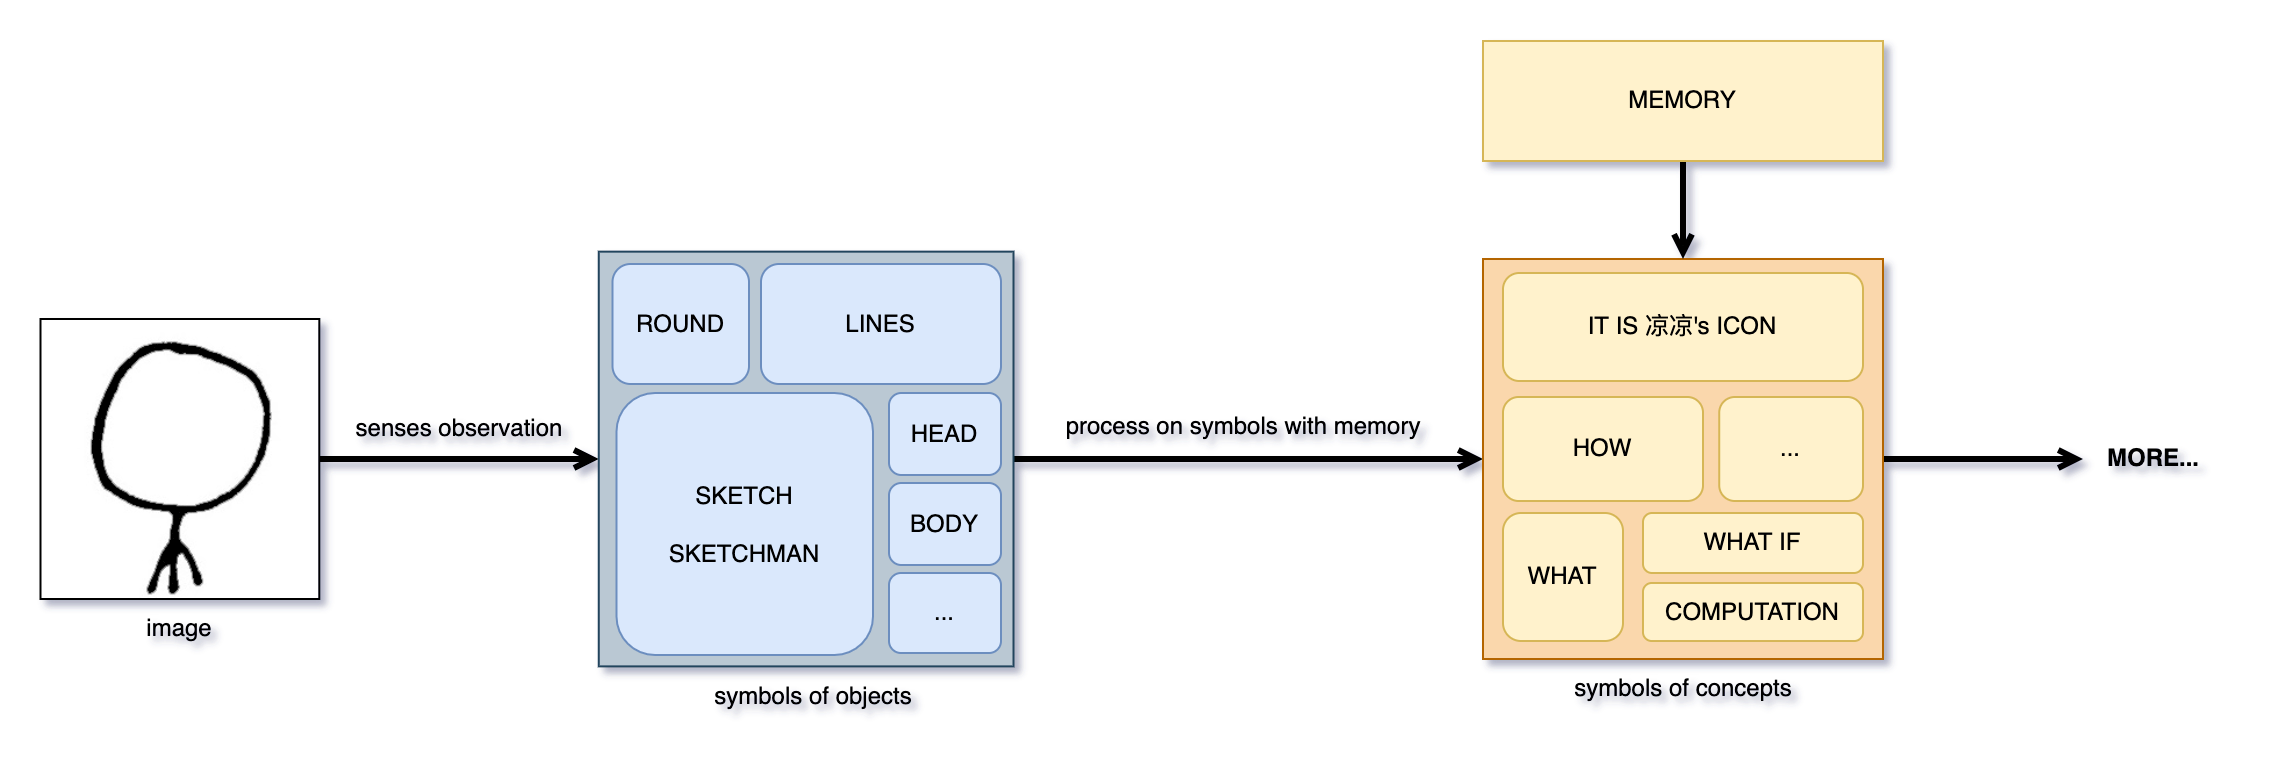 MEMORY
ROUND
LINES
IT IS 凉凉's ICON
senses observation
HEAD
process on symbols with memory
HOW
...
MORE...
SKETCH
SKETCHMAN
BODY
WHAT IF
WHAT
...
COMPUTATION
image
symbols of objects
symbols of concepts